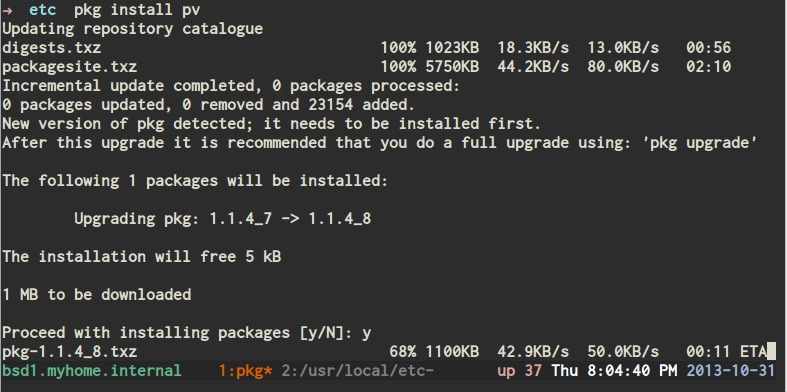 → etc pkg install pv
Updating repository catalogue
digests.txz 100% 1023KB 18.3KB/s 13.0KB/s 00:56
packagesite.txz 100% 5750KB 44.2KB/s 80.0KB/s 02:10
Incremental update completed, 0 packages processed:
0 packages updated, 0 removed and 23154 added.
New version of pkg detected; it needs to be installed first.
After this upgrade it is recommended that you do a full upgrade using: 'pkg upgrade'
The following 1 packages will be installed:
Upgrading pkg: 1.1.4_7 -> 1.1.4_8
The installation will free 5 kB
1 MB to be downloaded
Proceed with installing packages [y/N]: y
pkg-1.1.4_8.txz 68% 1100KB 42.9KB/s 50.0KB/s 00:11 ETA
bsd1.myhome.internal 1:pkg* 2:/usr/local/etc- up 37 Thu 8:04:40 PM 2013-10-31